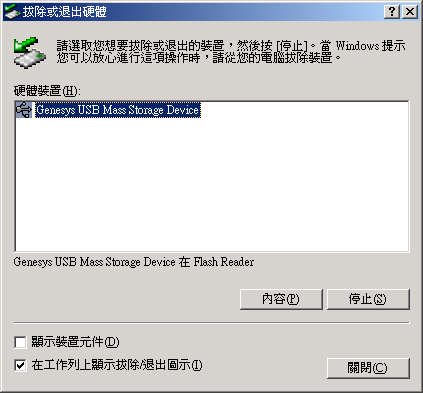 拔除或退出硬體
請選取您想要拔除或退出的裝置，然後按 [停止]。當 Windows 提示
您可以放心進行這項操作時，請從您的電腦拔除裝置。
硬體裝置(H):
Genesys USB Mass Storage Device
Genesys USB Mass Storage Device 在 Flash Reader
內容(P)
停止(S)
顯示裝置元件(D)
在工作列上顯示拔除/退出圖示(I)
關閉(C)